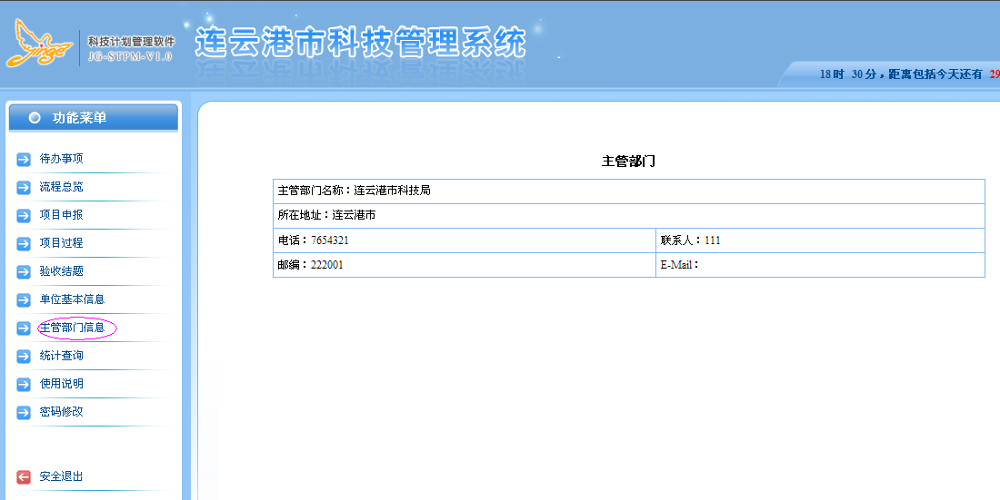 Jinge
科技计划管理软件
JG-STPM-V1.0
连云港市科技管理系统
18时 30分，距离包括今天还有 29
功能菜单
待办事项
流程总览
项目申报
项目过程
验收结题
单位基本信息
主管部门信息
统计查询
使用说明
密码修改
安全退出
主管部门
主管部门名称：连云港市科技局
所在地址：连云港市
电话：7654321
联系人：111
邮编：222001
E-Mail：